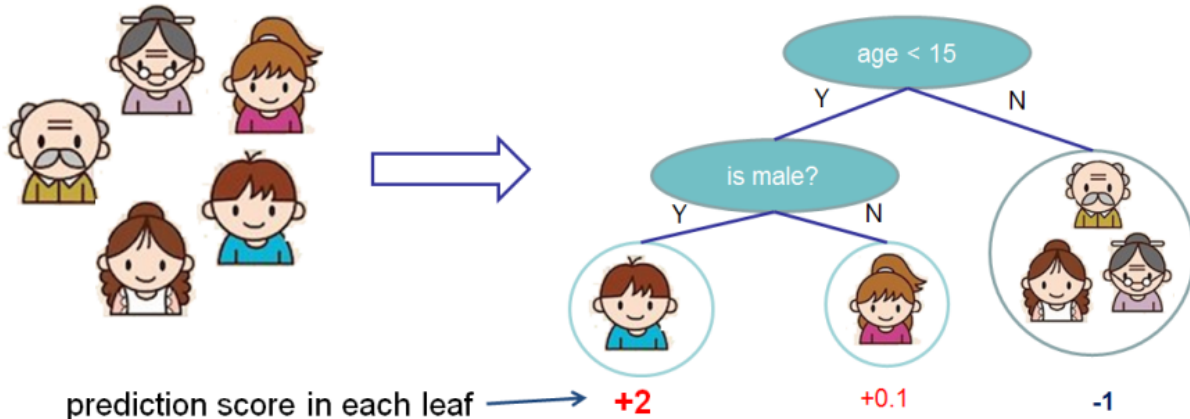 age < 15
Y
N
is male?
Y
N
prediction score in each leaf
+2
+0.1
-1